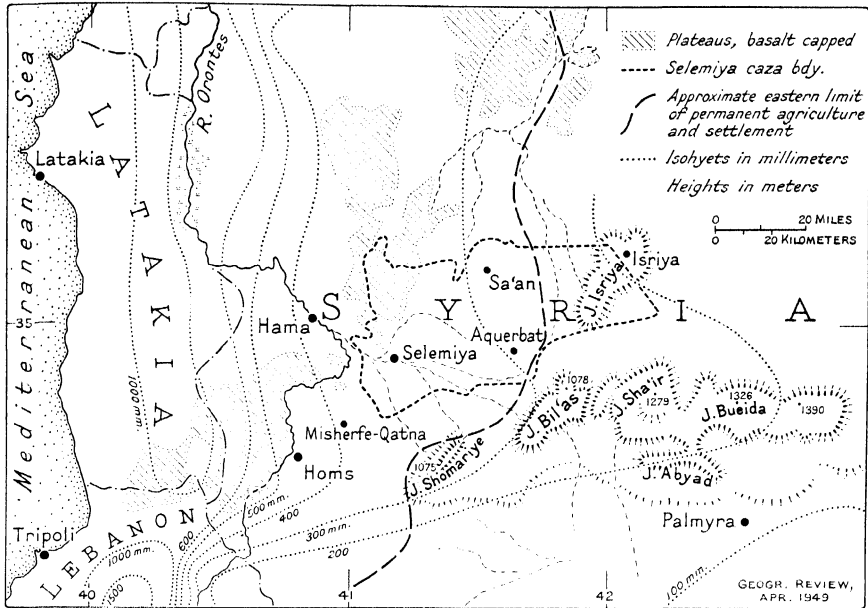 Plateaus, basalt capped
Selemiya caza bdy.
Approximate eastern limit
of permanent agriculture
and settlement
Isohyets in millimeters
Heights in meters
0 20 MILES
0 20 KILOMETERS
Mediterranean Sea
LATAKIA
R. Orontes
Latakia
SYRIA
Isriya
J. Isriya
Sa'an
35
Hama
Aquerbat
Selemiya
1000 mm.
1078
J. Bil'as
J. Sha'ir
1279
1326
J. Bueida
1390
Misherfe-Qatna
1075
J. Shomariye
J. Abyad
Homs
Palmyra
LEBANON
Tripoli
1000 mm.
1500
600
500 mm.
400
300 mm.
200
100 mm.
40
41
42
GEOGR. REVIEW,
APR. 1949